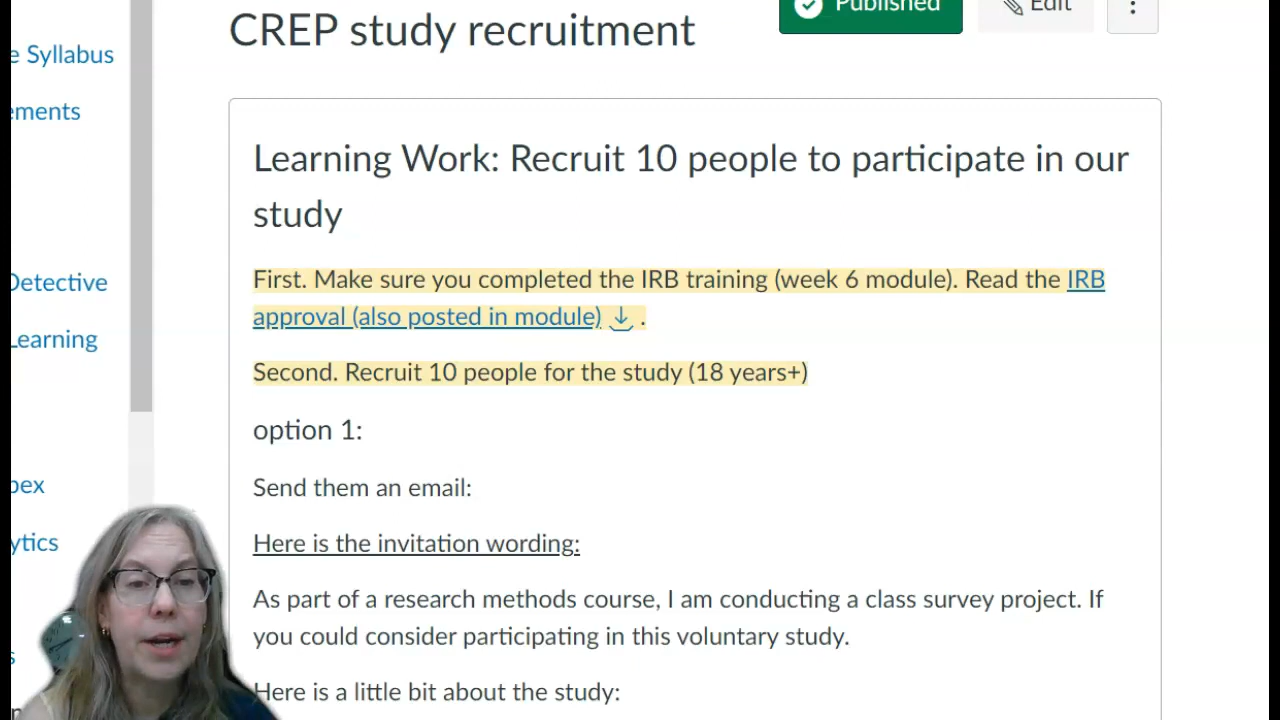 CREP study recruitment
Published
Edit
e Syllabus
ements
Detective
Learning
pex
ytics
s
Learning Work: Recruit 10 people to participate in our
study
First. Make sure you completed the IRB training (week 6 module). Read the IRB
approval (also posted in module) .
Second. Recruit 10 people for the study (18 years+)
option 1:
Send them an email:
Here is the invitation wording:
As part of a research methods course, I am conducting a class survey project. If
you could consider participating in this voluntary study.
Here is a little bit about the study: